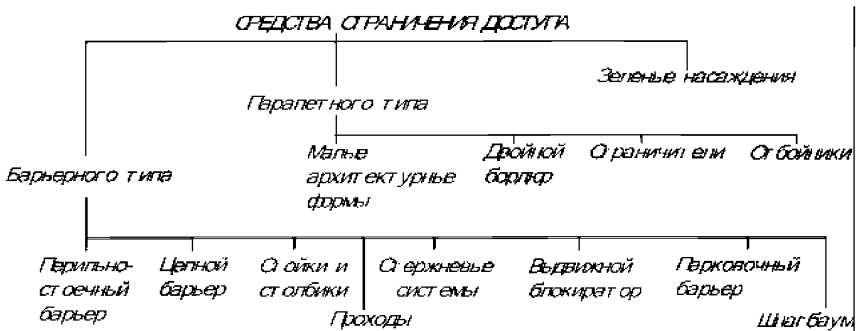 СРЕДСТВА ОГРАНИЧЕНИЯ ДОСТУПА
Зеленые насаждения
Парапетного типа
Малые
архитектурные
формы
Двойной
бордюр
Ограничители
Отбойники
Барьерного типа
Перильно-
стоечный
барьер
Цепной
барьер
Стойки и
столбики
Проходы
Стержневые
системы
Выдвижной
блокиратор
Парковочный
барьер
Шлагбаум